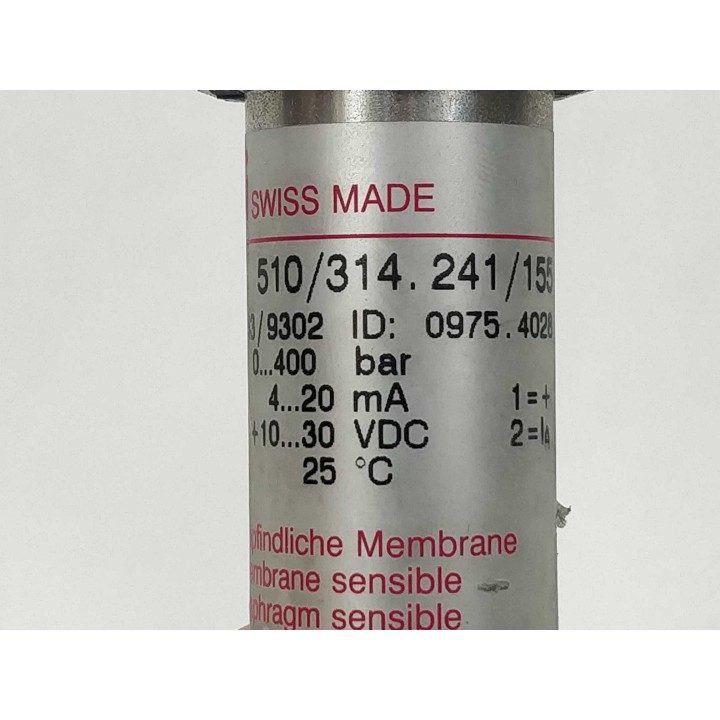 SWISS MADE
510/314. 241/155
3/9302 ID: 0975.4028
0...400 bar
4...20 mA 1=+
+10...30 VDC 2=IA
25 °C
pfindliche Membrane
mbrane sensible
phragm sensible